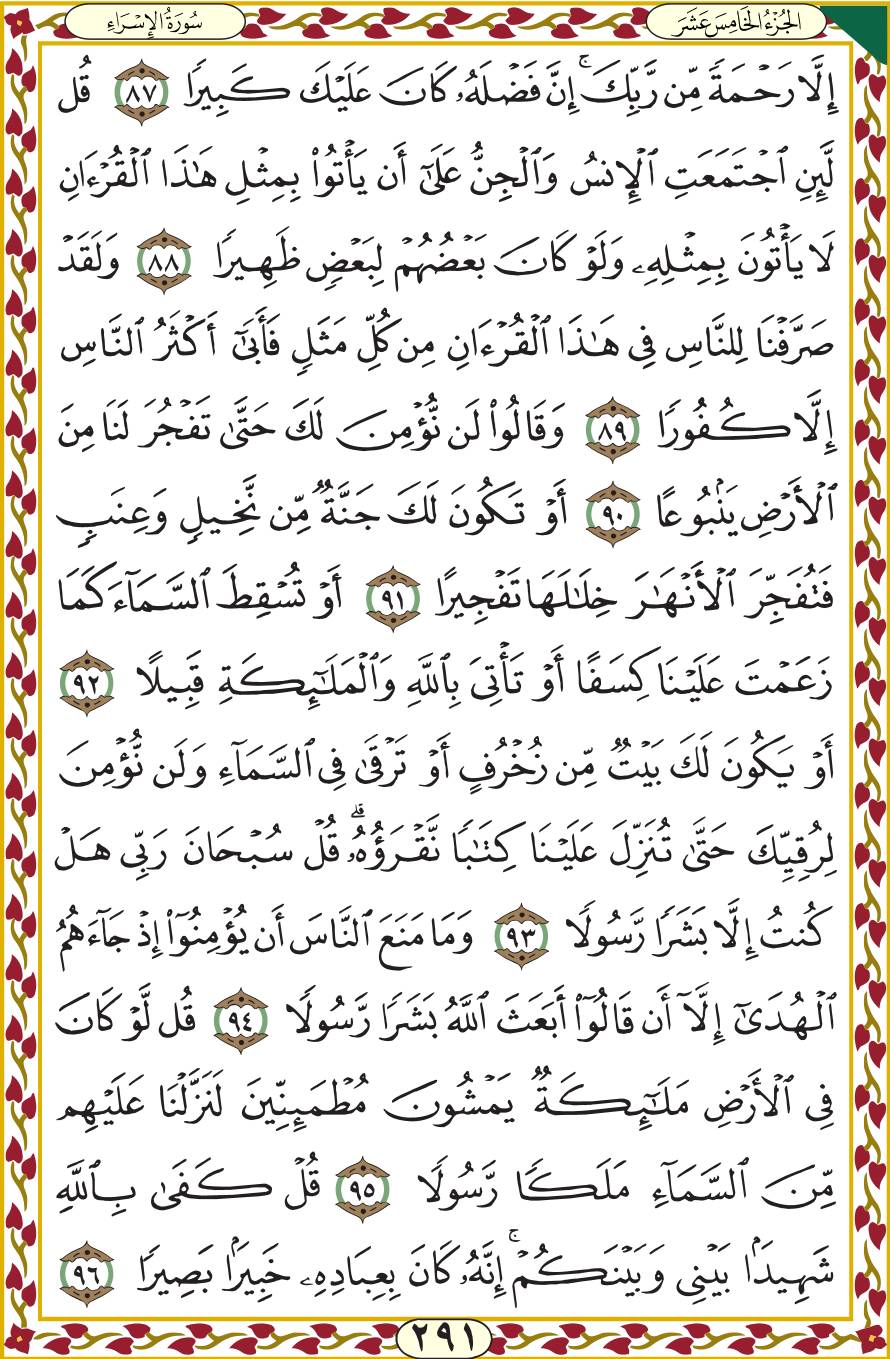 الجُزْءُ الخَامِسَ عَشَرَ
سُورَةُ الإِسْرَاءِ
إِلَّا رَحْمَةً مِّن رَّبِّكَ ۚ إِنَّ فَضْلَهُۥ كَانَ عَلَيْكَ كَبِيرًا ٨٧ قُل
لَّئِنِ ٱجْتَمَعَتِ ٱلْإِنسُ وَٱلْجِنُّ عَلَىٰٓ أَن يَأْتُوا۟ بِمِثْلِ هَـٰذَا ٱلْقُرْءَانِ
لَا يَأْتُونَ بِمِثْلِهِۦ وَلَوْ كَانَ بَعْضُهُمْ لِبَعْضٍ ظَهِيرًا ٨٨ وَلَقَدْ
صَرَّفْنَا لِلنَّاسِ فِى هَـٰذَا ٱلْقُرْءَانِ مِن كُلِّ مَثَلٍ فَأَبَىٰٓ أَكْثَرُ ٱلنَّاسِ
إِلَّا كُفُورًا ٨٩ وَقَالُوا۟ لَن نُّؤْمِنَ لَكَ حَتَّىٰ تَفْجُرَ لَنَا مِنَ
ٱلْأَرْضِ يَنۢبُوعًا ٩٠ أَوْ تَكُونَ لَكَ جَنَّةٌ مِّن نَّخِيلٍ وَعِنَبٍ
فَتُفَجِّرَ ٱلْأَنْهَـٰرَ خِلَـٰلَهَا تَفْجِيرًا ٩١ أَوْ تُسْقِطَ ٱلسَّمَآءَ كَمَا
زَعَمْتَ عَلَيْنَا كِسَفًا أَوْ تَأْتِىَ بِٱللَّهِ وَٱلْمَلَـٰٓئِكَةِ قَبِيلًا ٩٢
أَوْ يَكُونَ لَكَ بَيْتٌ مِّن زُخْرُفٍ أَوْ تَرْقَىٰ فِى ٱلسَّمَآءِ وَلَن نُّؤْمِنَ
لِرُقِيِّكَ حَتَّىٰ تُنَزِّلَ عَلَيْنَا كِتَـٰبًا نَّقْرَؤُهُۥ ۗ قُلْ سُبْحَانَ رَبِّى هَلْ
كُنتُ إِلَّا بَشَرًا رَّسُولًا ٩٣ وَمَا مَنَعَ ٱلنَّاسَ أَن يُؤْمِنُوٓا۟ إِذْ جَآءَهُمُ
ٱلْهُدَىٰٓ إِلَّآ أَن قَالُوٓا۟ أَبَعَثَ ٱللَّهُ بَشَرًا رَّسُولًا ٩٤ قُل لَّوْ كَانَ
فِى ٱلْأَرْضِ مَلَـٰٓئِكَةٌ يَمْشُونَ مُطْمَئِنِّينَ لَنَزَّلْنَا عَلَيْهِم
مِّنَ ٱلسَّمَآءِ مَلَكًا رَّسُولًا ٩٥ قُلْ كَفَىٰ بِٱللَّهِ
شَهِيدًۢا بَيْنِى وَبَيْنَكُمْ ۚ إِنَّهُۥ كَانَ بِعِبَادِهِۦ خَبِيرًۢا بَصِيرًا ٩٦
٢٩١